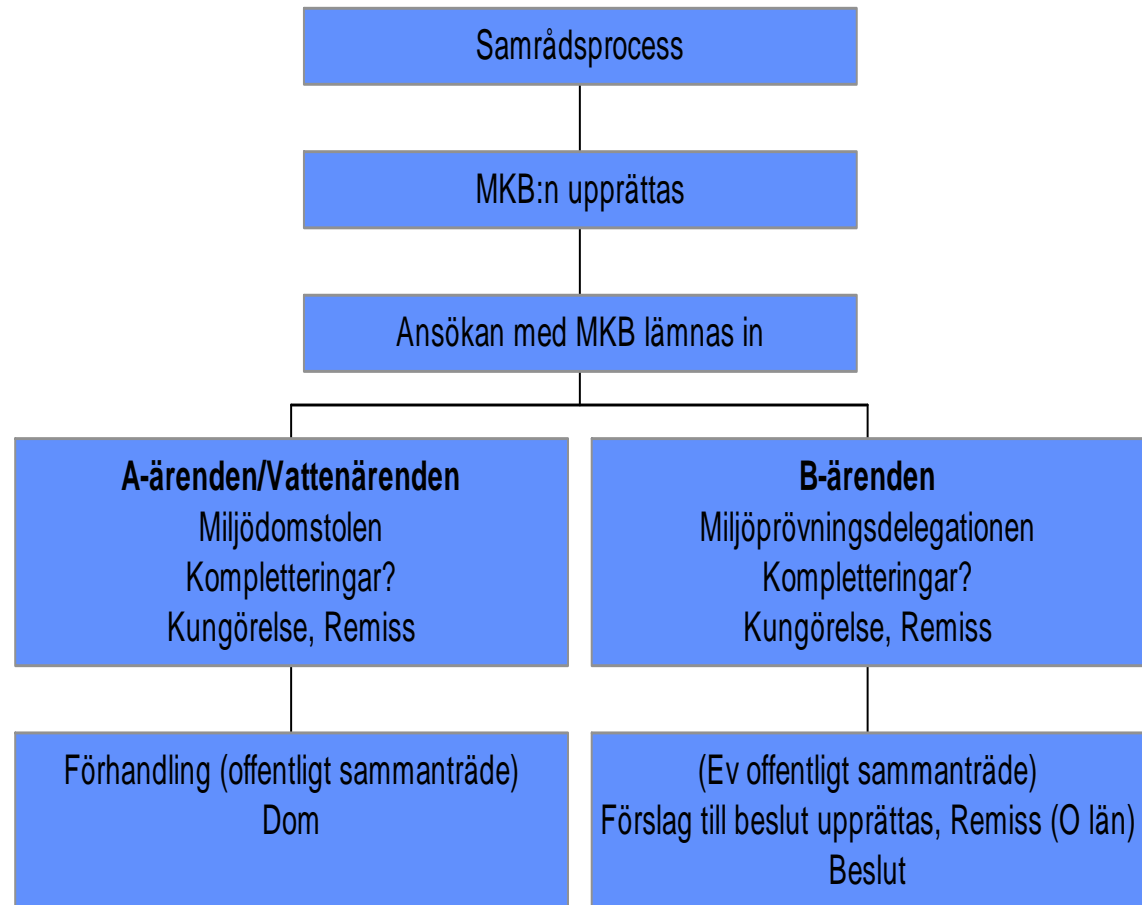 Samrådsprocess
MKB:n upprättas
Ansökan med MKB lämnas in
A-ärenden/Vattenärenden
Miljödomstolen
Kompletteringar?
Kungörelse, Remiss
B-ärenden
Miljöprövningsdelegationen
Kompletteringar?
Kungörelse, Remiss
Förhandling (offentligt sammanträde)
Dom
(Ev offentligt sammanträde)
Förslag till beslut upprättas, Remiss (O län)
Beslut